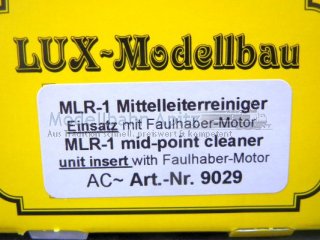 LUX-Modellbau
MLR-1 Mittelleiterreiniger
Einsatz mit Faulhaber-Motor
MLR-1 mid-point cleaner
unit insert with Faulhaber-Motor
AC~ Art.-Nr. 9029